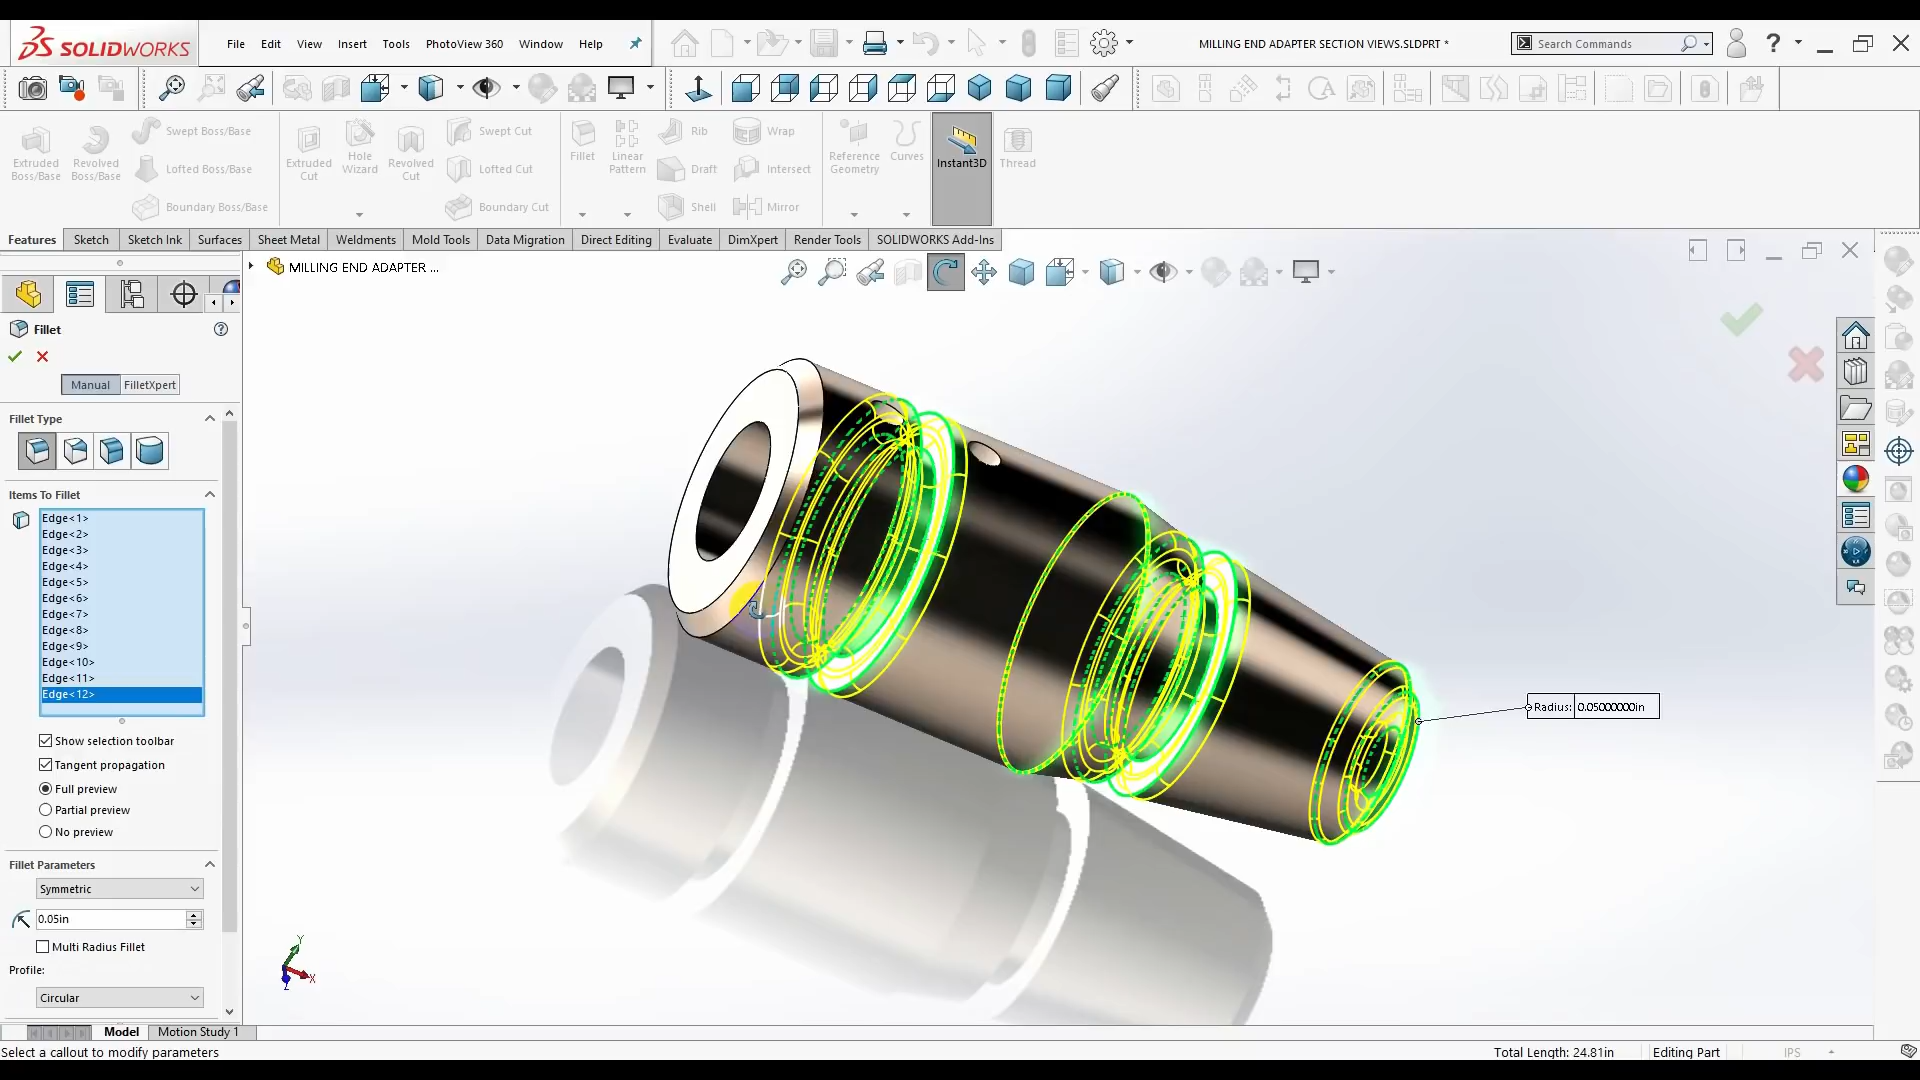 SOLIDWORKS
File Edit View Insert Tools PhotoView 360 Window Help
MILLING END ADAPTER SECTION VIEWS.SLDPRT *
Search Commands
?
Extruded Boss/Base
Revolved Boss/Base
Swept Boss/Base
Lofted Boss/Base
Boundary Boss/Base
Extruded Cut
Hole Wizard
Revolved Cut
Swept Cut
Lofted Cut
Boundary Cut
Fillet
Linear Pattern
Rib
Draft
Shell
Wrap
Intersect
Mirror
Reference Geometry
Curves
Instant3D
Thread
Features Sketch Sketch Ink Surfaces Sheet Metal Weldments Mold Tools Data Migration Direct Editing Evaluate DimXpert Render Tools SOLIDWORKS Add-Ins
MILLING END ADAPTER ...
Fillet
?
Manual FilletXpert
Fillet Type
Items To Fillet
Edge<1>
Edge<2>
Edge<3>
Edge<4>
Edge<5>
Edge<6>
Edge<7>
Edge<8>
Edge<9>
Edge<10>
Edge<11>
Edge<12>
Show selection toolbar
Tangent propagation
Full preview
Partial preview
No preview
Fillet Parameters
Symmetric
0.05in
Multi Radius Fillet
Profile:
Circular
Radius: 0.05000000in
Y
X
Z
Model Motion Study 1
Select a callout to modify parameters
Total Length: 24.81in Editing Part IPS